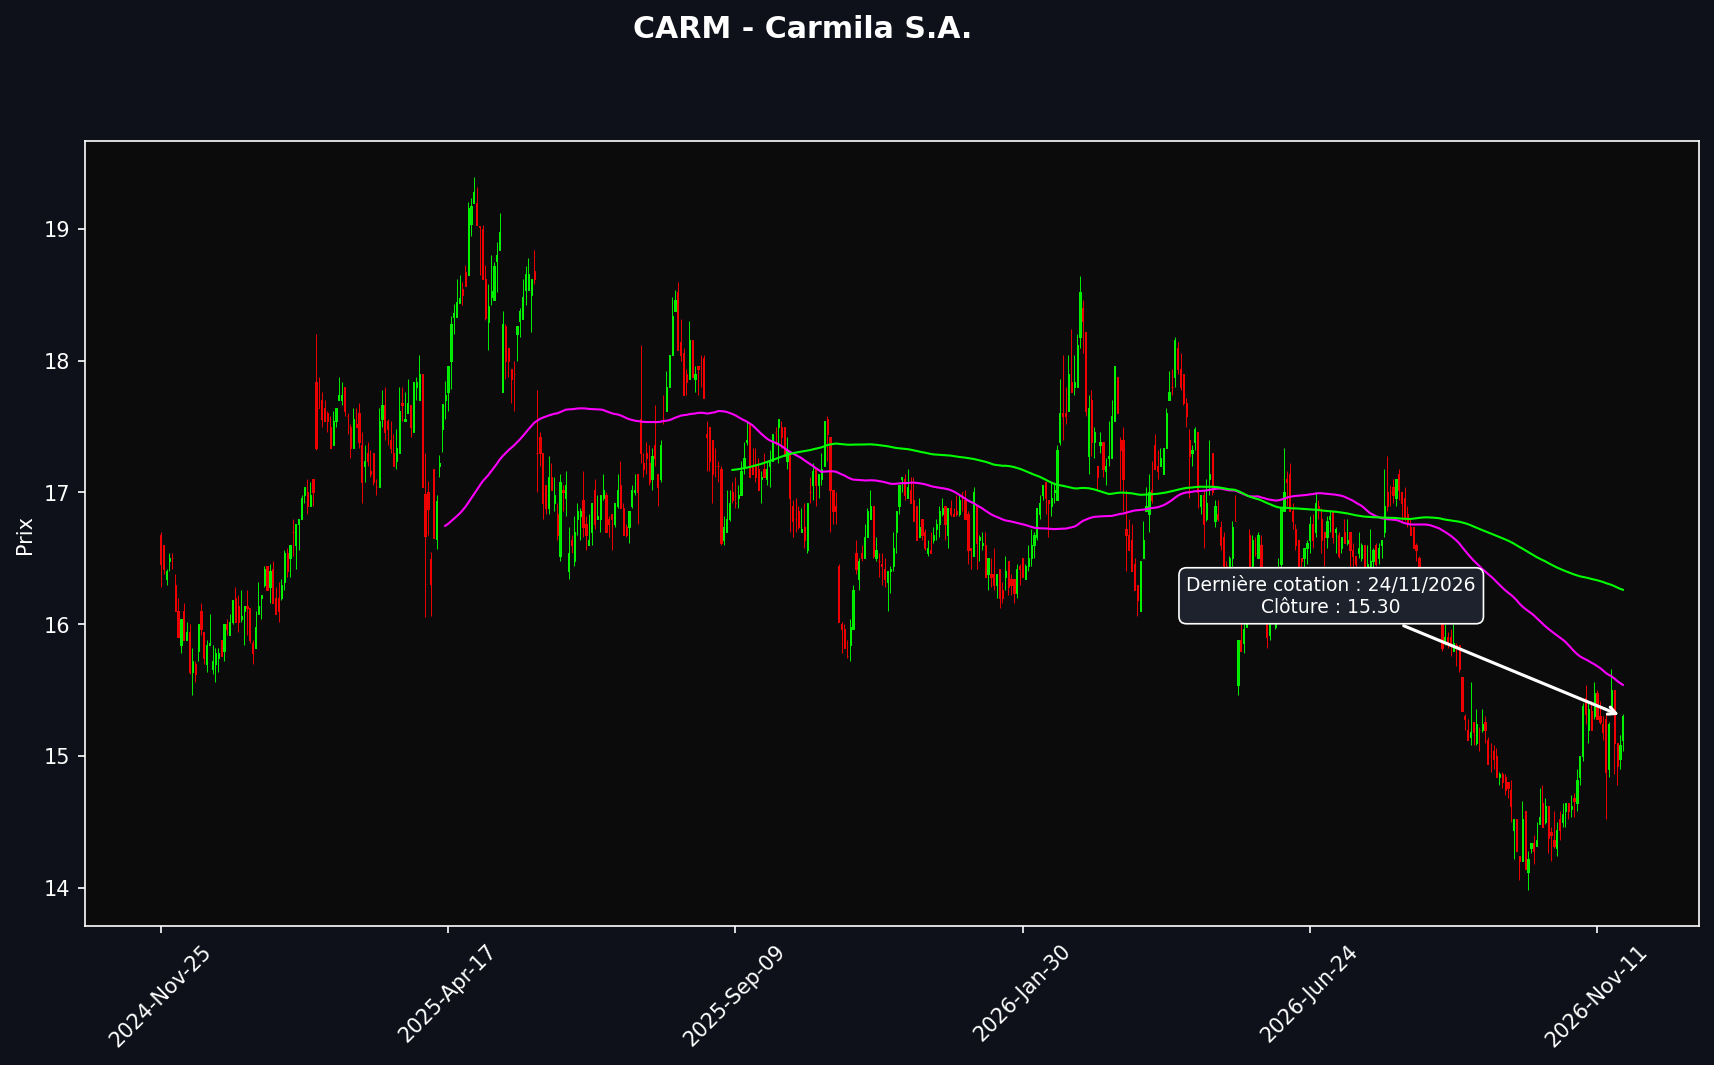 CARM - Carmila S.A.
Prix
19
18
17
16
15
14
Dernière cotation : 24/11/2026
Clôture : 15.30
2024-Nov-25
2025-Apr-17
2025-Sep-09
2026-Jan-30
2026-Jun-24
2026-Nov-11